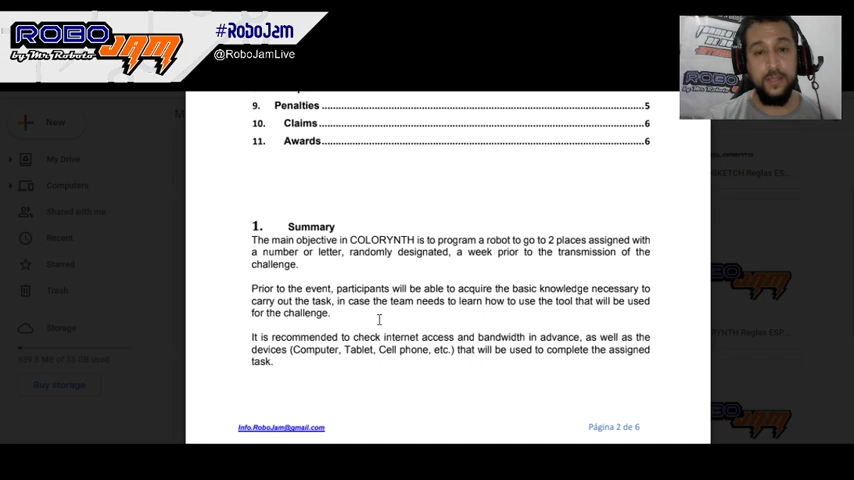 ROBO
JAM
by Mr Roboto
#RoboJam
@RoboJamLive
New
My Drive
Computers
Shared with me
Recent
Starred
Trash
Storage
Buy storage
9. Penalties ... 5
10. Claims ... 6
11. Awards ... 6
1. Summary
The main objective in COLORYNTH is to program a robot to go to 2 places assigned with
a number or letter, randomly designated, a week prior to the transmission of the
challenge.
Prior to the event, participants will be able to acquire the basic knowledge necessary to
carry out the task, in case the team needs to learn how to use the tool that will be used
for the challenge.
It is recommended to check internet access and bandwidth in advance, as well as the
devices (Computer, Tablet, Cell phone, etc.) that will be used to complete the assigned
task.
Info.RoboJam@gmail.com
Página 2 de 6
SKETCH Reglas ESP...
RYNTH Reglas ESP...